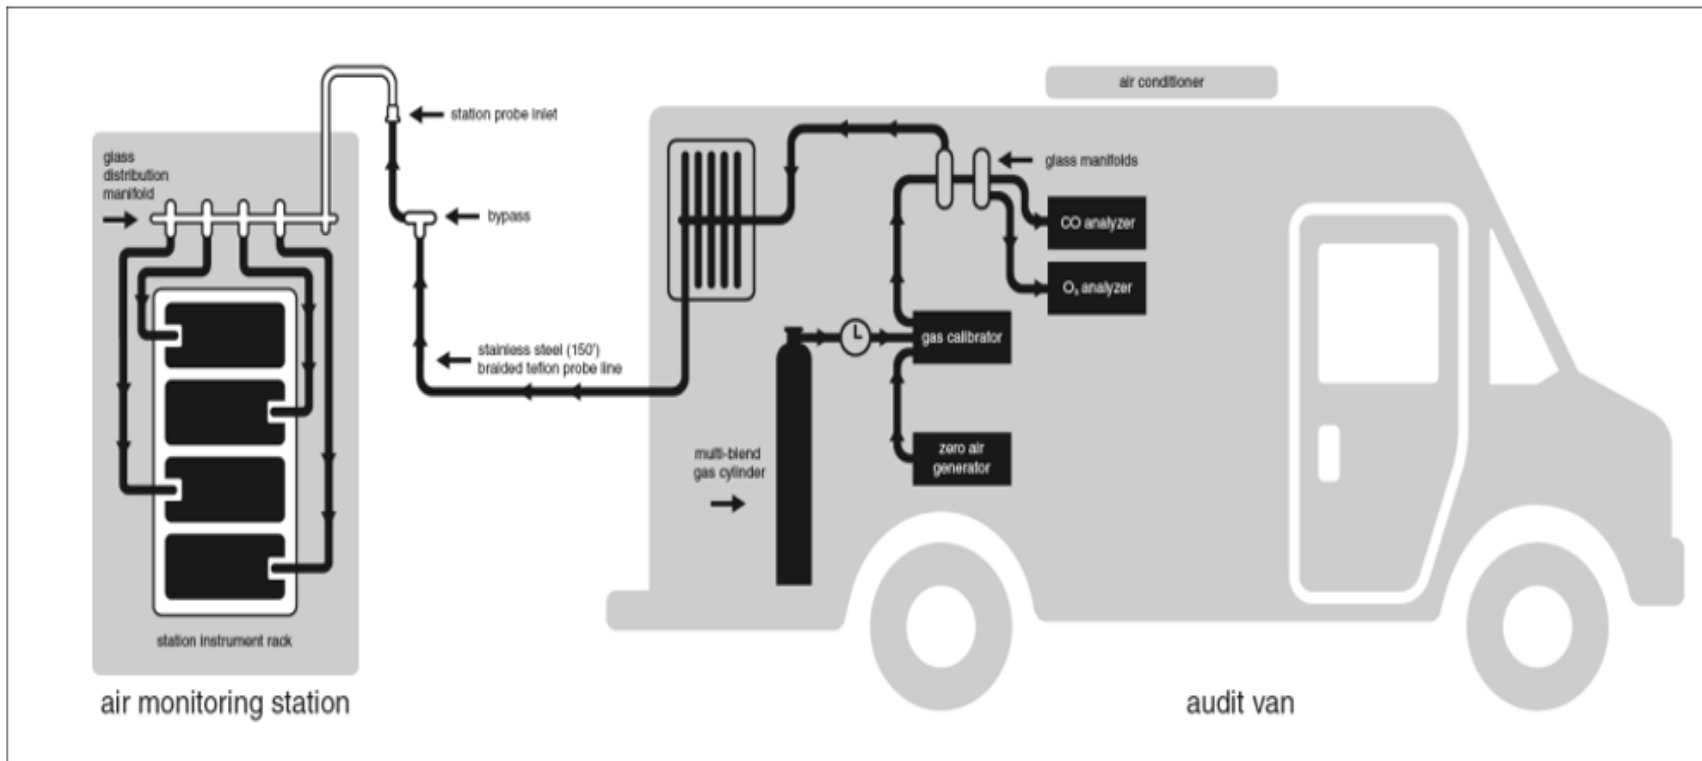 air conditioner
station probe inlet
glass
distribution
manifold
glass manifolds
bypass
CO analyzer
O₃ analyzer
gas calibrator
stainless steel (150')
braided teflon probe line
multi-blend
gas cylinder
zero air
generator
station instrument rack
air monitoring station
audit van